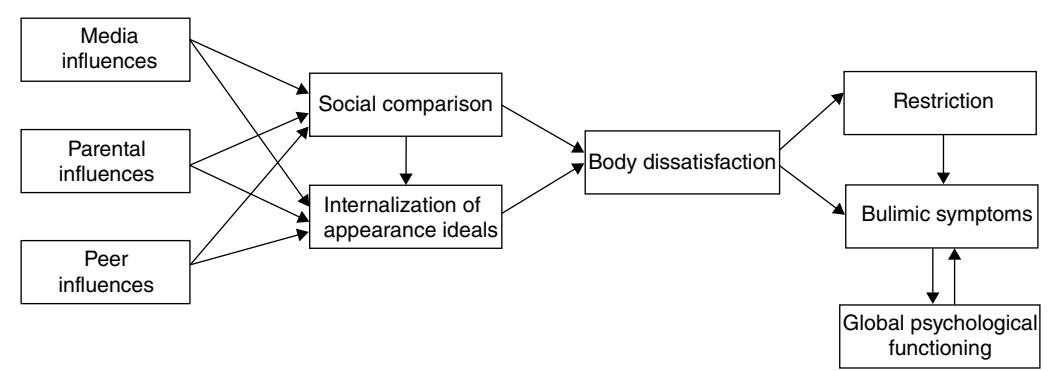 Media
influences
Parental
influences
Peer
influences
Social comparison
Internalization of
appearance ideals
Body dissatisfaction
Restriction
Bulimic symptoms
Global psychological
functioning